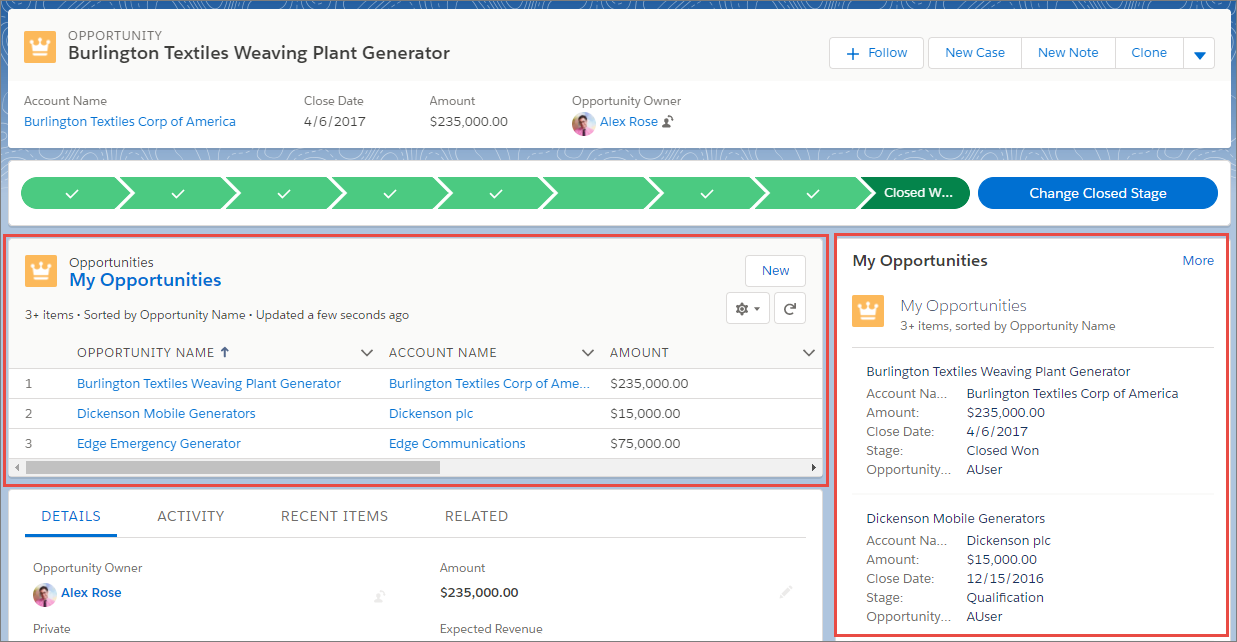 OPPORTUNITY
Burlington Textiles Weaving Plant Generator
Follow New Case New Note Clone
Account Name Close Date Amount Opportunity Owner
Burlington Textiles Corp of America 4/6/2017 $235,000.00 Alex Rose
Closed W... Change Closed Stage
Opportunities
My Opportunities
New
3+ items • Sorted by Opportunity Name • Updated a few seconds ago
OPPORTUNITY NAME ACCOUNT NAME AMOUNT
1 Burlington Textiles Weaving Plant Generator Burlington Textiles Corp of Ame... $235,000.00
2 Dickenson Mobile Generators Dickenson plc $15,000.00
3 Edge Emergency Generator Edge Communications $75,000.00
DETAILS ACTIVITY RECENT ITEMS RELATED
Opportunity Owner Amount
Alex Rose $235,000.00
Private Expected Revenue
My Opportunities More
My Opportunities
3+ items, sorted by Opportunity Name
Burlington Textiles Weaving Plant Generator
Account Na... Burlington Textiles Corp of America
Amount: $235,000.00
Close Date: 4/6/2017
Stage: Closed Won
Opportunity... AUser
Dickenson Mobile Generators
Account Na... Dickenson plc
Amount: $15,000.00
Close Date: 12/15/2016
Stage: Qualification
Opportunity... AUser